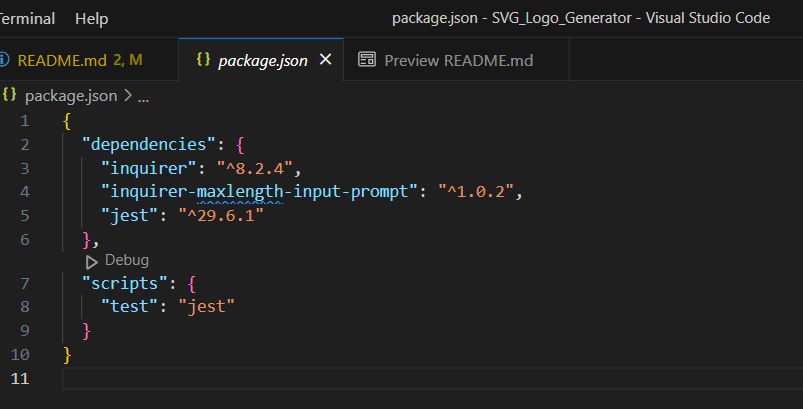 Terminal Help package.json - SVG_Logo_Generator - Visual Studio Code
README.md 2, M {} package.json × Preview README.md
{} package.json > ...
1 {
2 "dependencies": {
3 "inquirer": "^8.2.4",
4 "inquirer-maxlength-input-prompt": "^1.0.2",
5 "jest": "^29.6.1"
6 },
Debug
7 "scripts": {
8 "test": "jest"
9 }
10 }
11